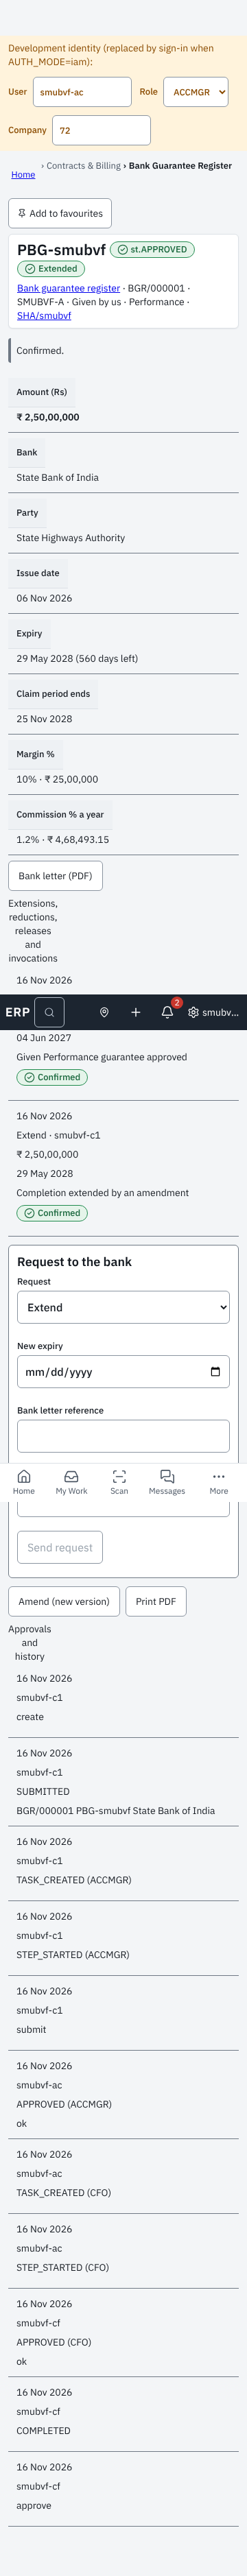 Development identity (replaced by sign-in when
AUTH_MODE=iam):
User
smubvf-ac
Role
ACCMGR
Company
72
Home
› Contracts & Billing › Bank Guarantee Register
Add to favourites
PBG-smubvf
st.APPROVED
Extended
Bank guarantee register · BGR/000001 ·
SMUBVF-A · Given by us · Performance ·
SHA/smubvf
Confirmed.
Amount (Rs)
₹ 2,50,00,000
Bank
State Bank of India
Party
State Highways Authority
Issue date
06 Nov 2026
Expiry
29 May 2028 (560 days left)
Claim period ends
25 Nov 2028
Margin %
10% · ₹ 25,00,000
Commission % a year
1.2% · ₹ 4,68,493.15
Bank letter (PDF)
Extensions,
reductions,
releases
and
invocations
16 Nov 2026
ERP
2
smubv...
04 Jun 2027
Given Performance guarantee approved
Confirmed
16 Nov 2026
Extend · smubvf-c1
₹ 2,50,00,000
29 May 2028
Completion extended by an amendment
Confirmed
Request to the bank
Request
Extend
New expiry
mm/dd/yyyy
Bank letter reference
Home
My Work
Scan
Messages
More
Send request
Amend (new version)
Print PDF
Approvals
and
history
16 Nov 2026
smubvf-c1
create
16 Nov 2026
smubvf-c1
SUBMITTED
BGR/000001 PBG-smubvf State Bank of India
16 Nov 2026
smubvf-c1
TASK_CREATED (ACCMGR)
16 Nov 2026
smubvf-c1
STEP_STARTED (ACCMGR)
16 Nov 2026
smubvf-c1
submit
16 Nov 2026
smubvf-ac
APPROVED (ACCMGR)
ok
16 Nov 2026
smubvf-ac
TASK_CREATED (CFO)
16 Nov 2026
smubvf-ac
STEP_STARTED (CFO)
16 Nov 2026
smubvf-cf
APPROVED (CFO)
ok
16 Nov 2026
smubvf-cf
COMPLETED
16 Nov 2026
smubvf-cf
approve